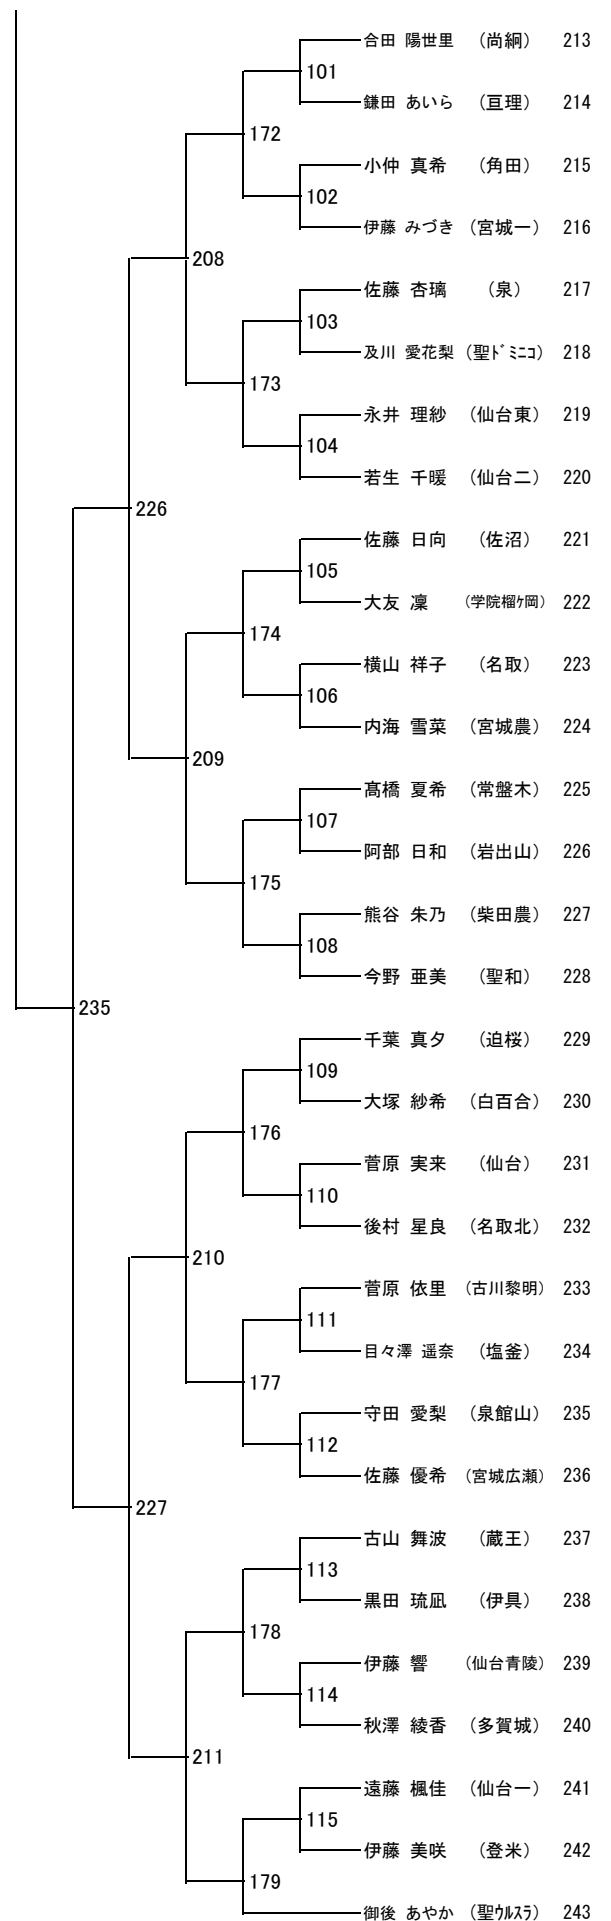 合田 陽世里 （尚絅） 213
101
鎌田 あいら （亘理） 214
172
小仲 真希 （角田） 215
102
伊藤 みづき （宮城一） 216
208
佐藤 杏璃 （泉） 217
103
及川 愛花梨 （聖ﾄﾞﾐﾆｺ） 218
173
永井 理紗 （仙台東） 219
104
若生 千暖 （仙台二） 220
226
佐藤 日向 （佐沼） 221
105
大友 凜 （学院榴ケ岡） 222
174
横山 祥子 （名取） 223
106
内海 雪菜 （宮城農） 224
209
髙橋 夏希 （常盤木） 225
107
阿部 日和 （岩出山） 226
175
熊谷 朱乃 （柴田農） 227
108
今野 亜美 （聖和） 228
235
千葉 真夕 （迫桜） 229
109
大塚 紗希 （白百合） 230
176
菅原 実来 （仙台） 231
110
後村 星良 （名取北） 232
210
菅原 依里 （古川黎明） 233
111
目々澤 遥奈 （塩釜） 234
177
守田 愛梨 （泉館山） 235
112
佐藤 優希 （宮城広瀬） 236
227
古山 舞波 （蔵王） 237
113
黒田 琉凪 （伊具） 238
178
伊藤 響 （仙台青陵） 239
114
秋澤 綾香 （多賀城） 240
211
遠藤 楓佳 （仙台一） 241
115
伊藤 美咲 （登米） 242
179
御後 あやか （聖ｳﾙｽﾗ） 243